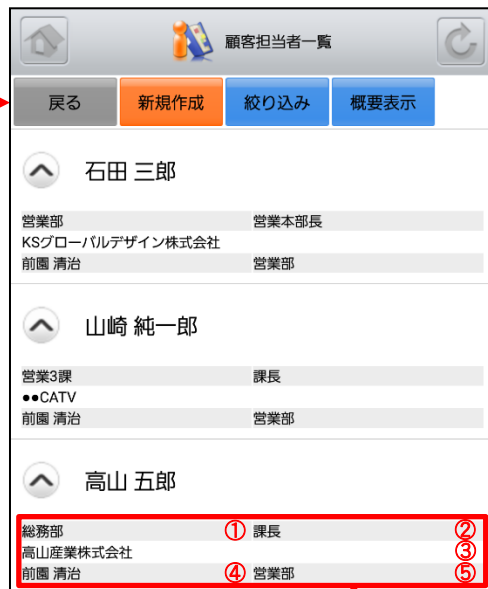 顧客担当者一覧
戻る 新規作成 絞り込み 概要表示
石田 三郎
営業部 営業本部長
KSグローバルデザイン株式会社
前園 清治 営業部
山崎 純一郎
営業3課 課長
●●CATV
前園 清治 営業部
高山 五郎
総務部 ① 課長 ②
高山産業株式会社 ③
前園 清治 ④ 営業部 ⑤